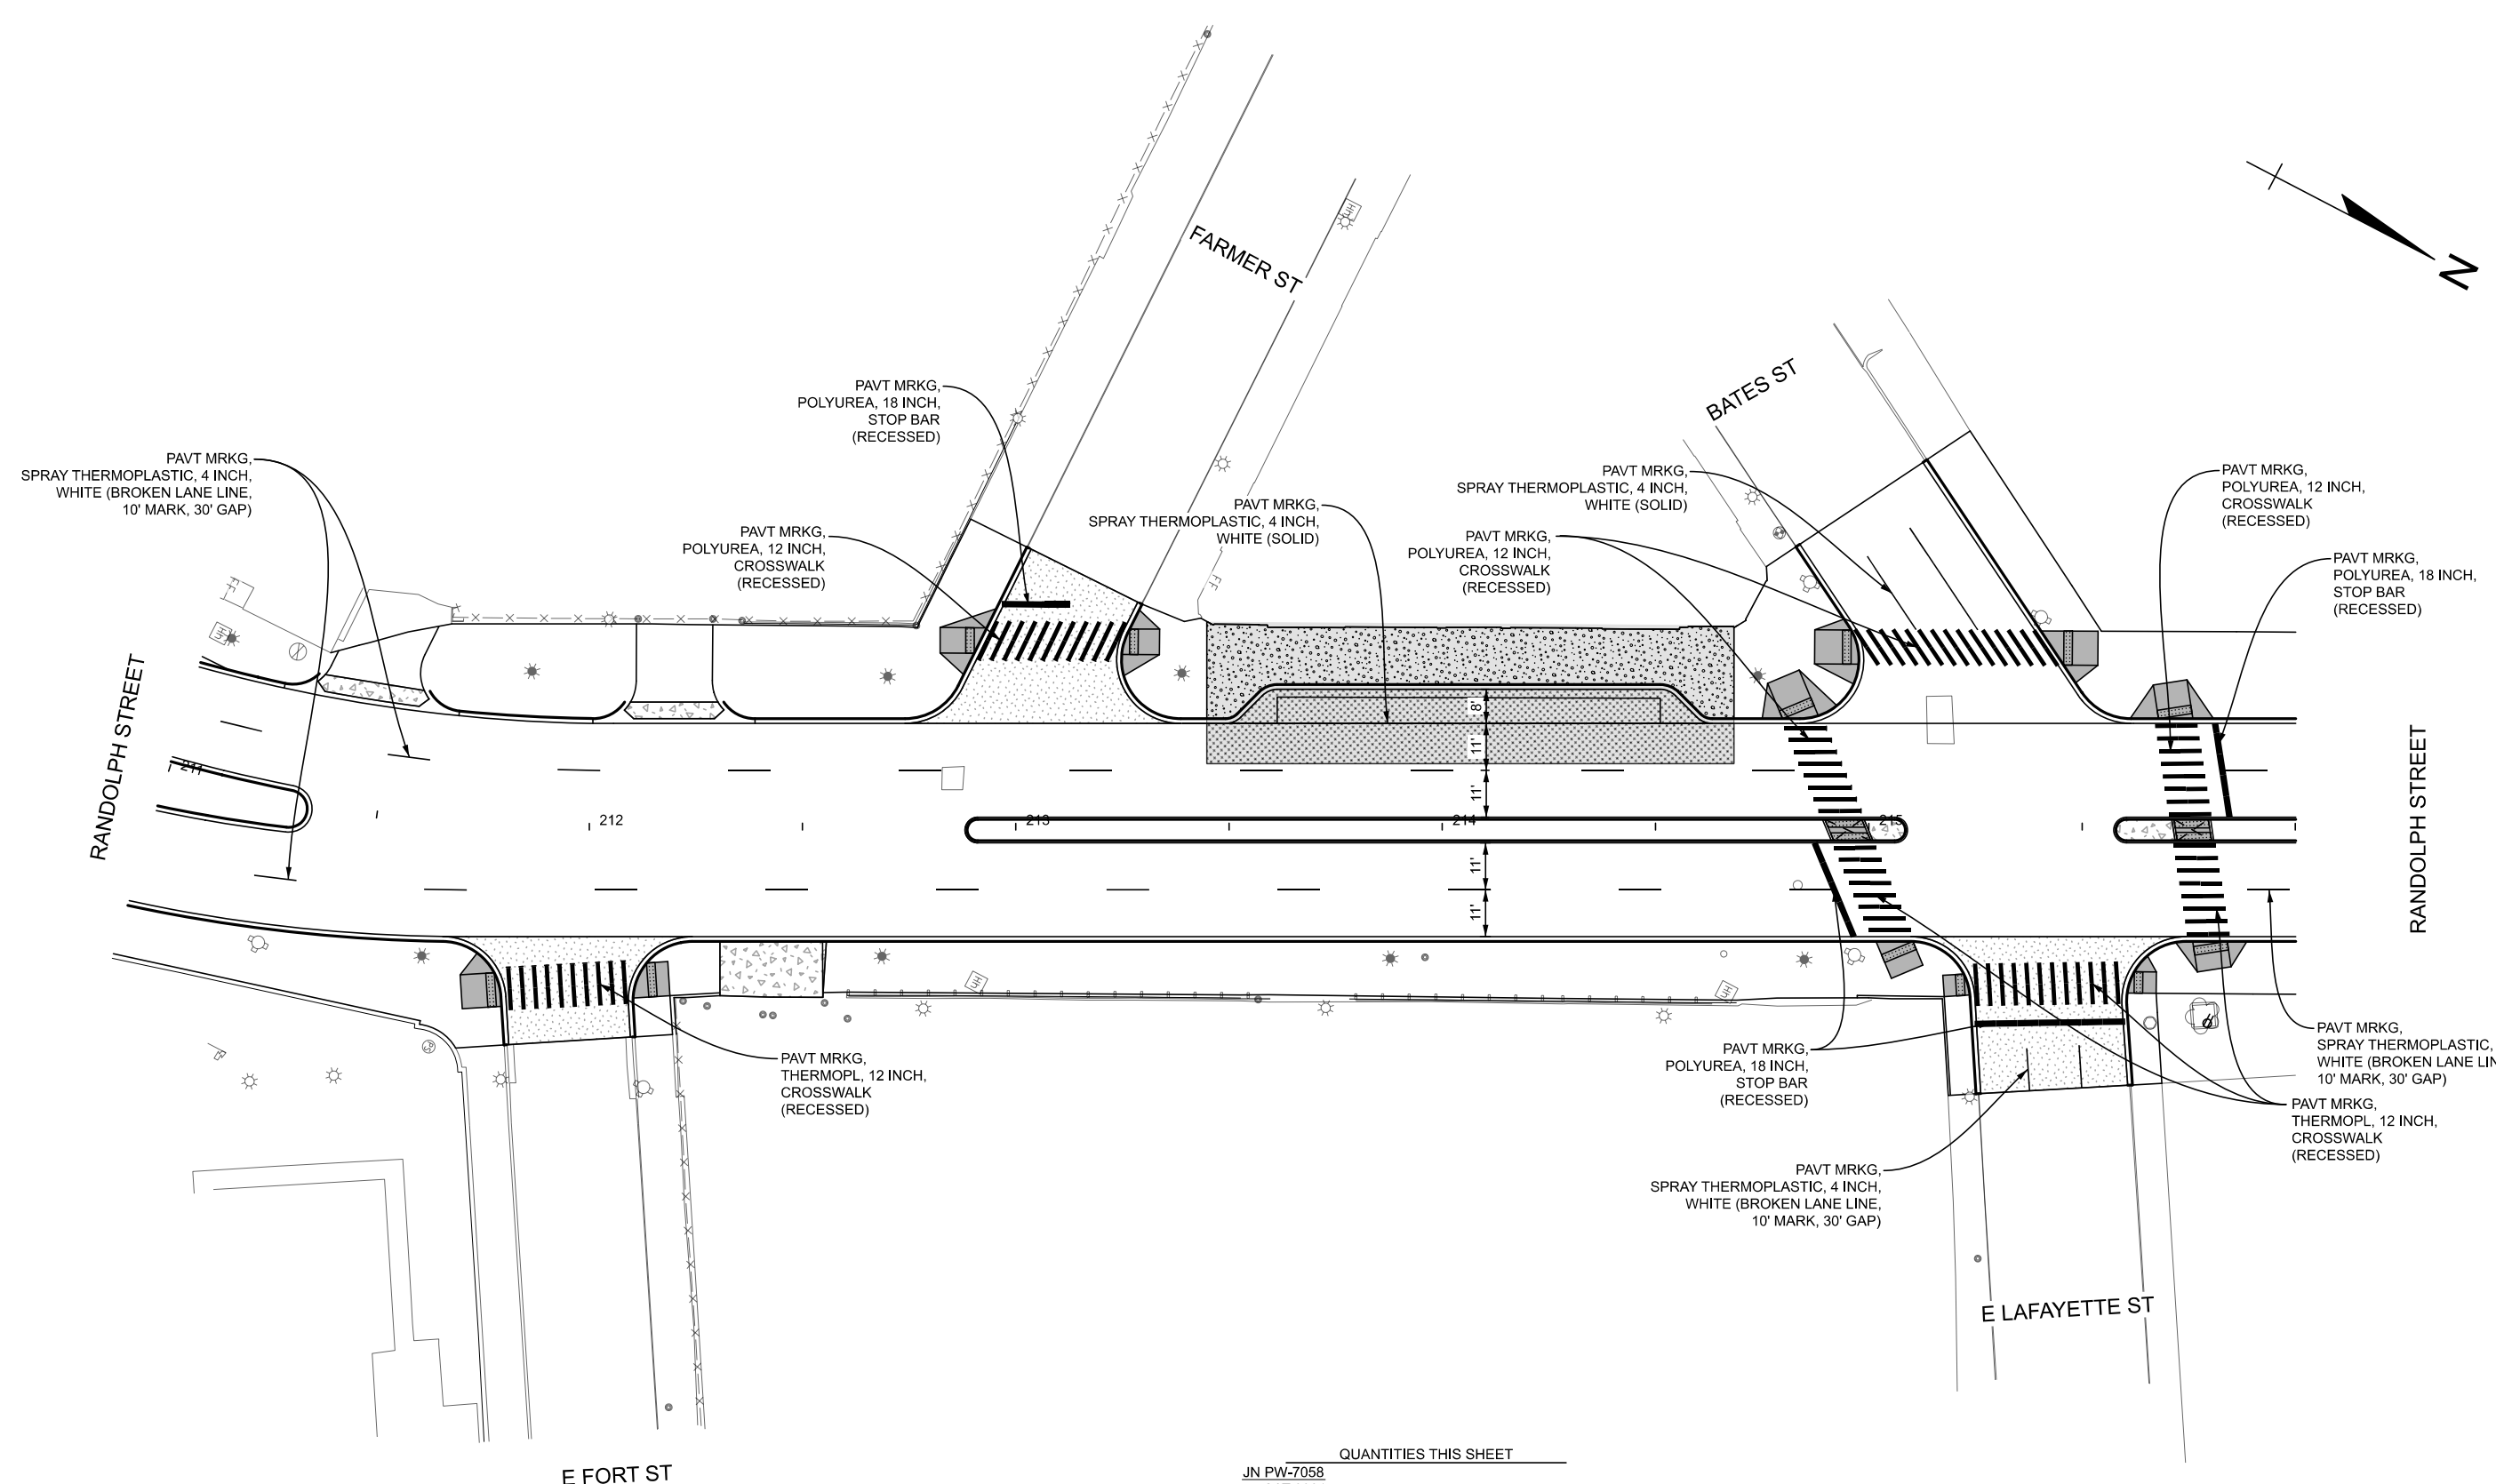 FARMER ST
N
BATES ST
PAVT MRKG,
POLYUREA, 18 INCH,
STOP BAR
(RECESSED)
PAVT MRKG,
SPRAY THERMOPLASTIC, 4 INCH,
WHITE (BROKEN LANE LINE,
10' MARK, 30' GAP)
PAVT MRKG,
POLYUREA, 12 INCH,
CROSSWALK
(RECESSED)
PAVT MRKG,
SPRAY THERMOPLASTIC, 4 INCH,
WHITE (SOLID)
PAVT MRKG,
SPRAY THERMOPLASTIC, 4 INCH,
WHITE (SOLID)
PAVT MRKG,
POLYUREA, 12 INCH,
CROSSWALK
(RECESSED)
PAVT MRKG,
POLYUREA, 12 INCH,
CROSSWALK
(RECESSED)
PAVT MRKG,
POLYUREA, 18 INCH,
STOP BAR
(RECESSED)
RANDOLPH STREET
RANDOLPH STREET
8'
11'
11'
11'
11'
211
212
213
214
215
HH
HH
HH
HH
FF
FF
PAVT MRKG,
THERMOPL, 12 INCH,
CROSSWALK
(RECESSED)
PAVT MRKG,
POLYUREA, 18 INCH,
STOP BAR
(RECESSED)
PAVT MRKG,
SPRAY THERMOPLASTIC,
WHITE (BROKEN LANE LIN
10' MARK, 30' GAP)
PAVT MRKG,
THERMOPL, 12 INCH,
CROSSWALK
(RECESSED)
PAVT MRKG,
SPRAY THERMOPLASTIC, 4 INCH,
WHITE (BROKEN LANE LINE,
10' MARK, 30' GAP)
E LAFAYETTE ST
E FORT ST
QUANTITIES THIS SHEET
JN PW-7058